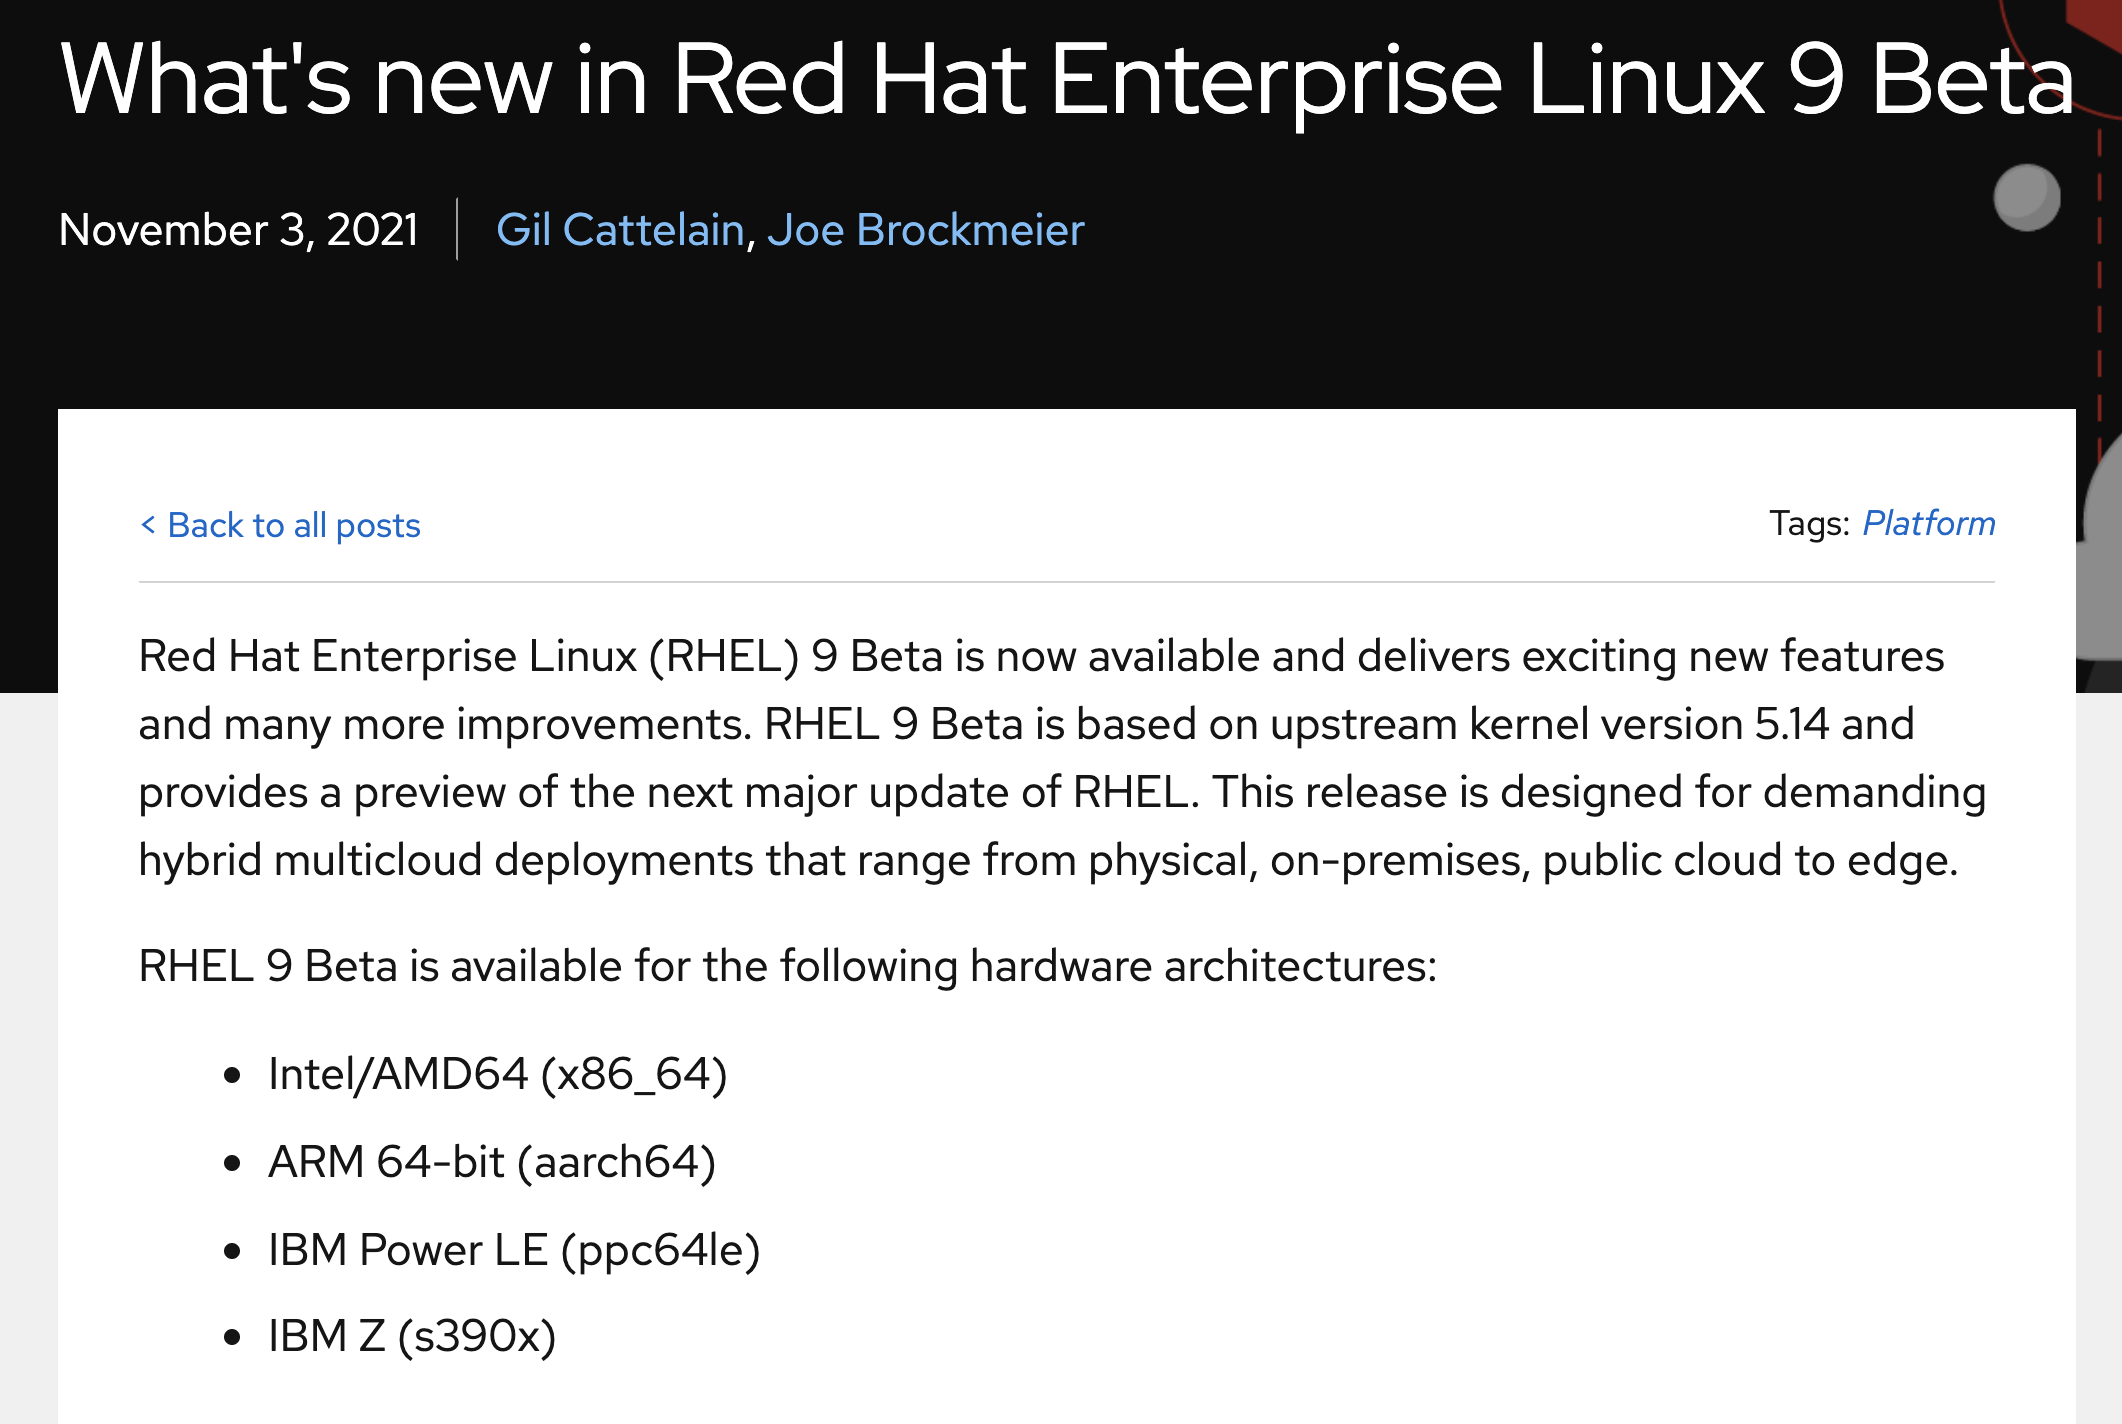 What's new in Red Hat Enterprise Linux 9 Beta
November 3, 2021
Gil Cattelain, Joe Brockmeier
< Back to all posts
Tags: Platform
Red Hat Enterprise Linux (RHEL) 9 Beta is now available and delivers exciting new features
and many more improvements. RHEL 9 Beta is based on upstream kernel version 5.14 and
provides a preview of the next major update of RHEL. This release is designed for demanding
hybrid multicloud deployments that range from physical, on-premises, public cloud to edge.
RHEL 9 Beta is available for the following hardware architectures:
• Intel/AMD64 (x86_64)
• ARM 64-bit (aarch64)
• IBM Power LE (ppc64le)
• IBM Z (s390x)